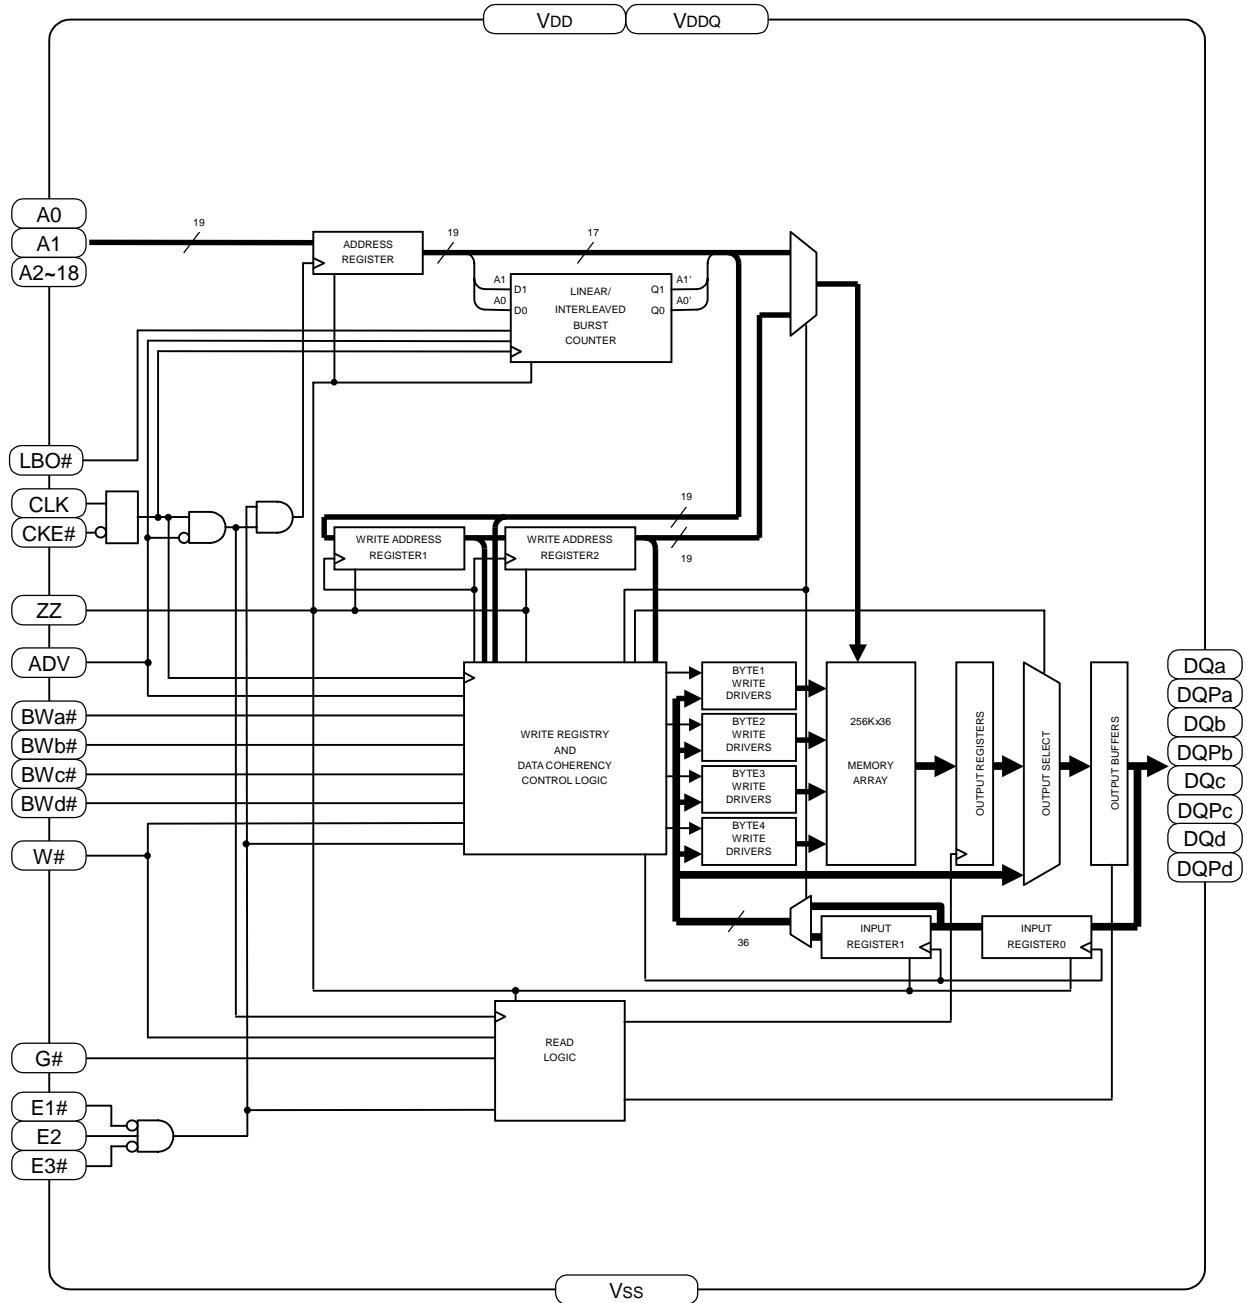 VDD
VDDQ
A0
A1
A2~18
19
ADDRESS
REGISTER
19
17
A1
A0
D1
D0
LINEAR/
INTERLEAVED
BURST
COUNTER
Q1
Q0
A1'
A0'
LBO#
CLK
CKE#
19
WRITE ADDRESS
REGISTER1
WRITE ADDRESS
REGISTER2
19
ZZ
ADV
BWa#
BWb#
BWc#
BWd#
W#
WRITE REGISTRY
AND
DATA COHERENCY
CONTROL LOGIC
BYTE1
WRITE
DRIVERS
BYTE2
WRITE
DRIVERS
BYTE3
WRITE
DRIVERS
BYTE4
WRITE
DRIVERS
256Kx36
MEMORY
ARRAY
OUTPUT REGISTERS
OUTPUT SELECT
OUTPUT BUFFERS
DQa
DQPa
DQb
DQPb
DQc
DQPc
DQd
DQPd
36
INPUT
REGISTER1
INPUT
REGISTER0
READ
LOGIC
G#
E1#
E2
E3#
VSS